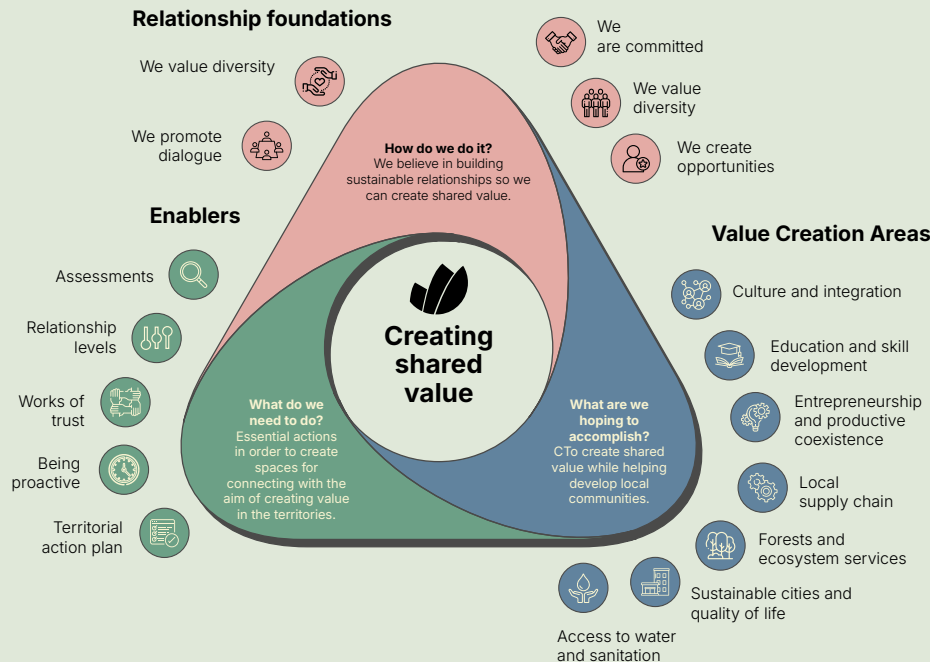 Relationship foundations
We value diversity
We promote
dialogue
We
are committed
We value
diversity
We create
opportunities
How do we do it?
We believe in building
sustainable relationships so we
can create shared value.
Enablers
Assessments
Relationship
levels
Works of
trust
Being
proactive
Territorial
action plan
Creating
shared
value
What do we
need to do?
Essential actions
in order to create
spaces for
connecting with the
aim of creating value
in the territories.
What are we
hoping to
accomplish?
CTo create shared
value while helping
develop local
communities.
Value Creation Areas
Culture and integration
Education and skill
development
Entrepreneurship
and productive
coexistence
Local
supply chain
Forests and
ecosystem services
Sustainable cities and
quality of life
Access to water
and sanitation